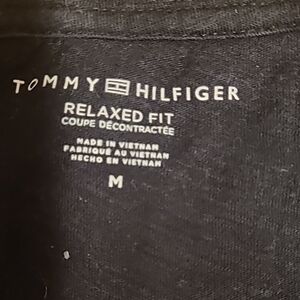 TOMMY HILFIGER
RELAXED FIT
COUPE DÉCONTRACTÉE
MADE IN VIETNAM
FABRIQUÉ AU VIETNAM
HECHO EN VIETNAM
M